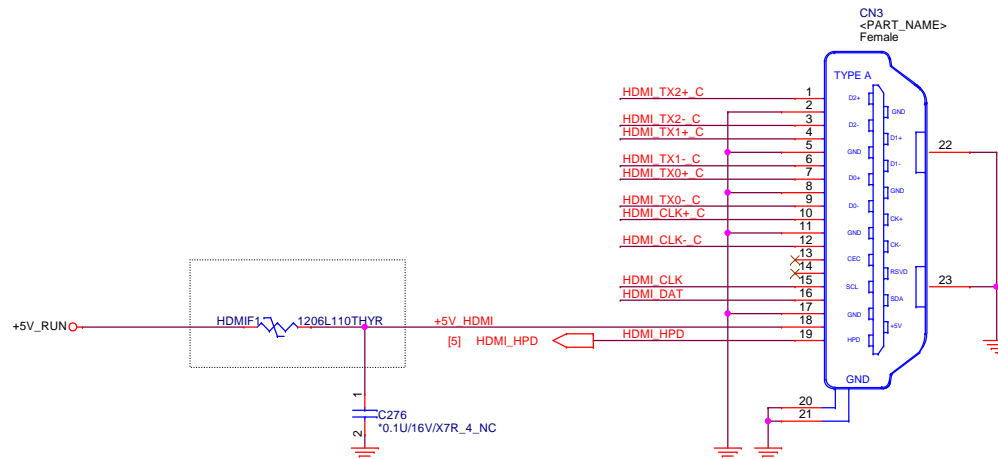 CN3
<PART_NAME>
Female
TYPE A
HDMI_TX2+_C 1 D2+
2 GND
HDMI_TX2-_C 3 D2-
HDMI_TX1+_C 4 D1+
5 GND 22
HDMI_TX1-_C 6 D1-
HDMI_TX0+_C 7 D0+
8 GND
HDMI_TX0-_C 9 D0-
HDMI_CLK+_C 10 CK+
11 GND
HDMI_CLK-_C 12 CK-
13 CEC
14 RSVD
HDMI_CLK 15 SCL 23
HDMI_DAT 16 SDA
17 GND
+5V_RUN HDMIF1 1206L110THYR +5V_HDMI 18 +5V
[5] HDMI_HPD HDMI_HPD 19 HPD
GND
1 20
C276 21
*0.1U/16V/X7R_4_NC
2